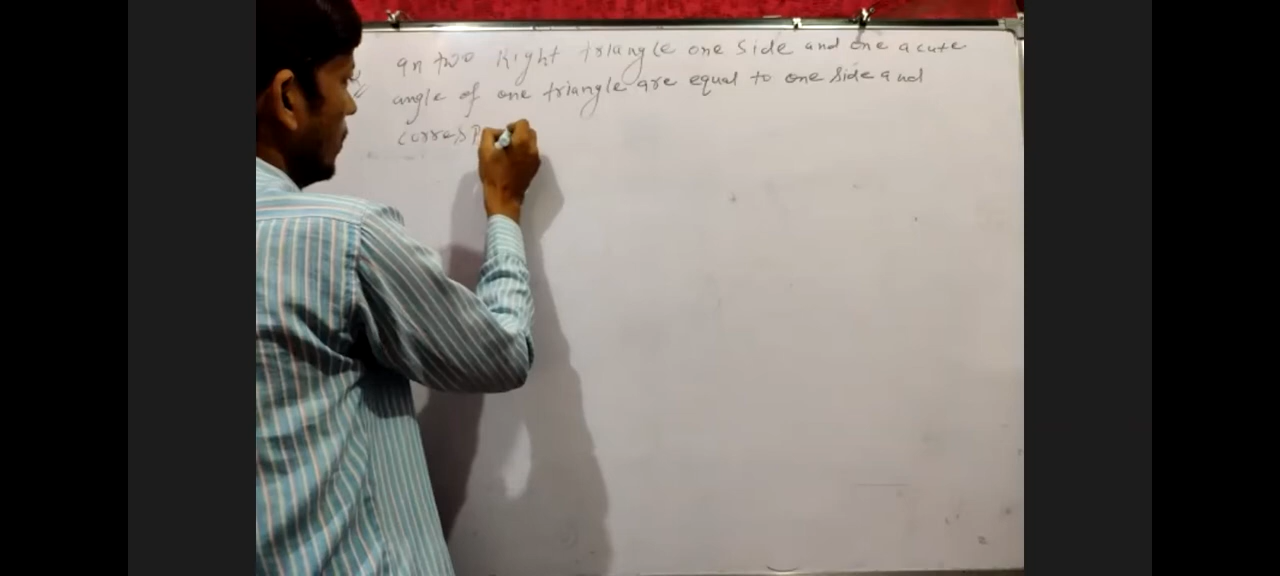 In two Right triangle one side and one acute
angle of one triangle are equal to one side and
corresp